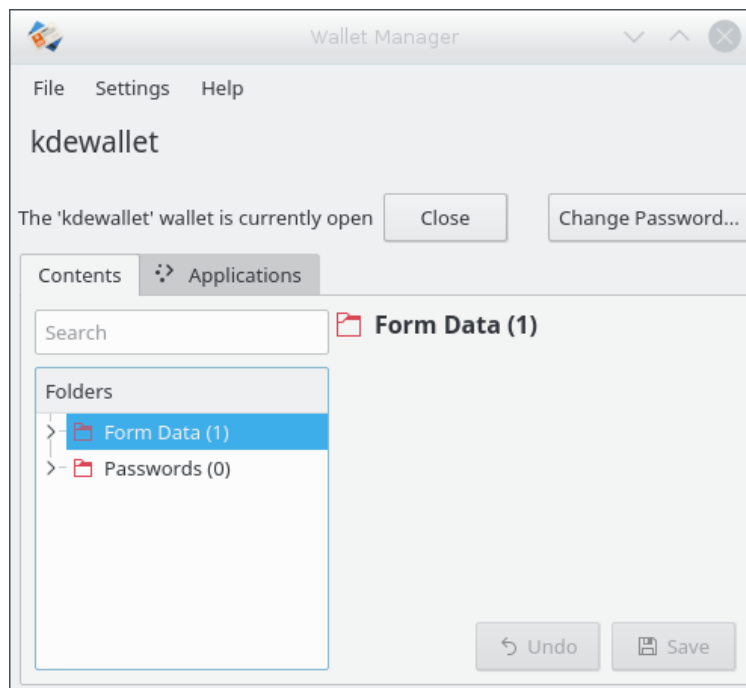 Wallet Manager
File Settings Help
kdewallet
The 'kdewallet' wallet is currently open Close Change Password...
Contents Applications
Search
Form Data (1)
Folders
Form Data (1)
Passwords (0)
Undo Save